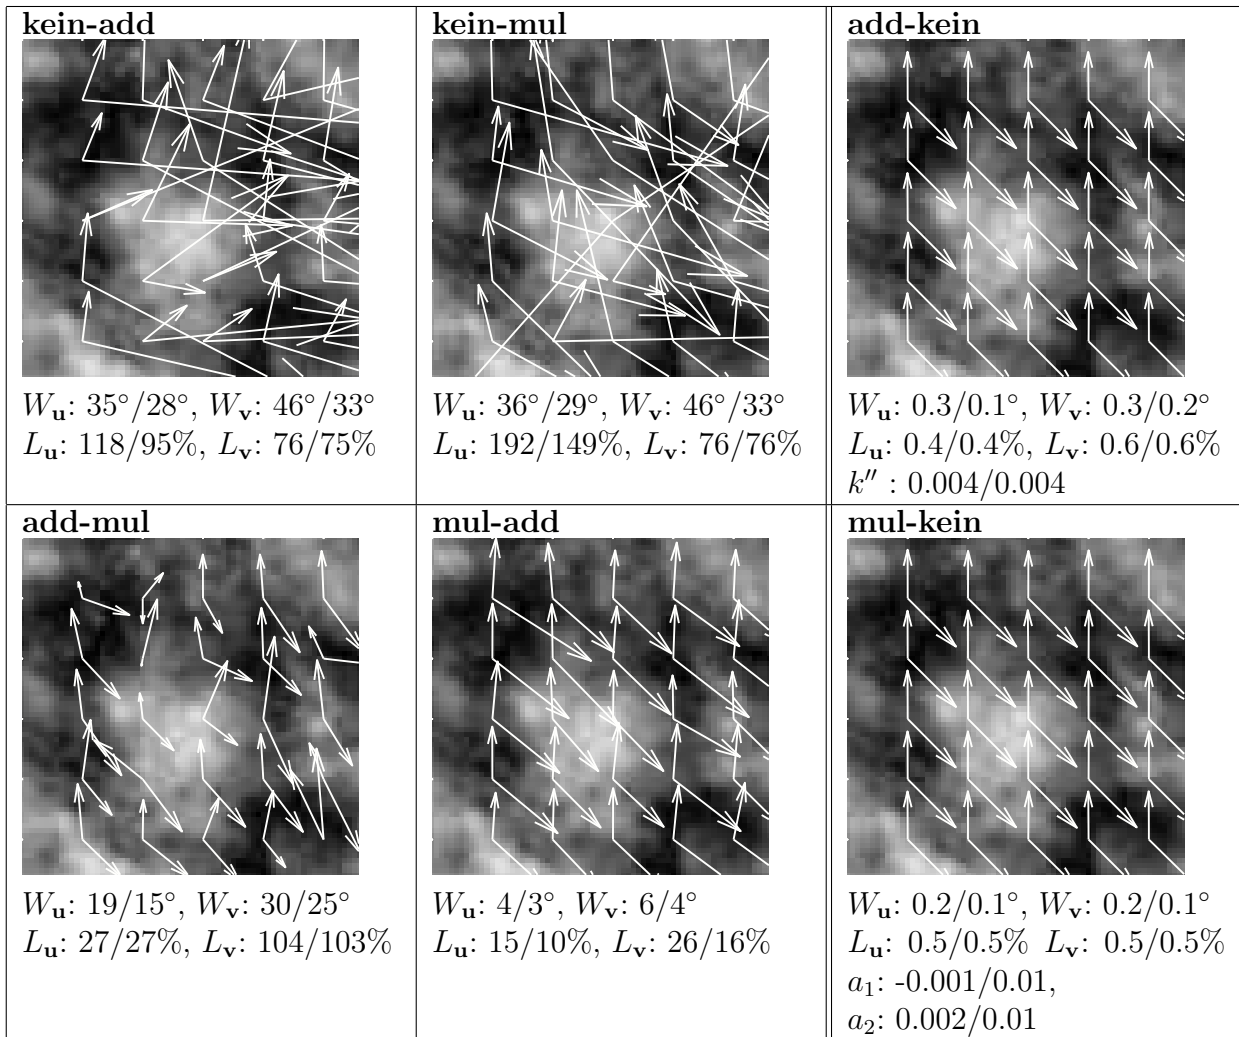 kein-add
W_u: 35°/28°, W_v: 46°/33°
L_u: 118/95%, L_v: 76/75%
kein-mul
W_u: 36°/29°, W_v: 46°/33°
L_u: 192/149%, L_v: 76/76%
add-kein
W_u: 0.3/0.1°, W_v: 0.3/0.2°
L_u: 0.4/0.4%, L_v: 0.6/0.6%
k″ : 0.004/0.004
add-mul
W_u: 19/15°, W_v: 30/25°
L_u: 27/27%, L_v: 104/103%
mul-add
W_u: 4/3°, W_v: 6/4°
L_u: 15/10%, L_v: 26/16%
mul-kein
W_u: 0.2/0.1°, W_v: 0.2/0.1°
L_u: 0.5/0.5% L_v: 0.5/0.5%
a_1: -0.001/0.01,
a_2: 0.002/0.01